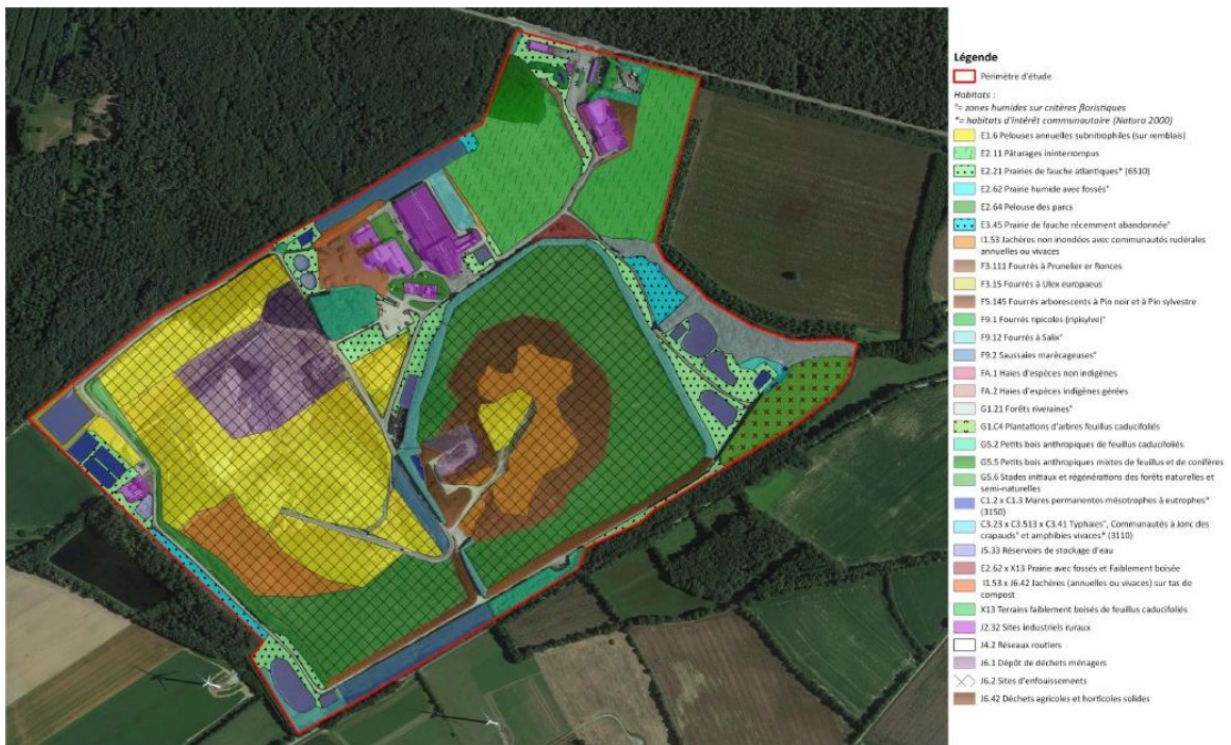 Légende
Périmètre d'étude
Habitats :
°= zones humides sur critères floristiques
*= habitats d'intérêt communautaire (Natura 2000)
E1.6 Pelouses annuelles subnitrophiles (sur remblais)
E2.11 Pâturages ininterrompus
E2.21 Prairies de fauche atlantiques* (6510)
E2.62 Prairie humide avec fossés°
E2.64 Pelouse des parcs
E3.45 Prairie de fauche récemment abandonnée°
I1.53 Jachères non inondées avec communautés rudérales
annuelles ou vivaces
F3.111 Fourrés à Prunelier er Ronces
F3.15 Fourrés à Ulex europaeus
F5.145 Fourrés arborescents à Pin noir et à Pin sylvestre
F9.1 Fourrés ripicoles (ripisylve)°
F9.12 Fourrés à Salix°
F9.2 Saussaies marécageuses°
FA.1 Haies d'espèces non indigènes
FA.2 Haies d'espèces indigènes gérées
G1.21 Forêts riveraines°
G1.C4 Plantations d'arbres feuillus caducifoliés
G5.2 Petits bois anthropiques de feuillus caducifoliés
G5.5 Petits bois anthropiques mixtes de feuillus et de conifères
G5.6 Stades initiaux et régénérations des forêts naturelles et
semi-naturelles
C1.2 x C1.3 Mares permanentes mésotrophes à eutrophes*
(3150)
C3.23 x C3.513 x C3.41 Typhaies°, Communautés à Jonc des
crapauds° et amphibies vivaces* (3110)
J5.33 Réservoirs de stockage d'eau
E2.62 x X13 Prairie avec fossés et Faiblement boisée
I1.53 x J6.42 Jachères (annuelles ou vivaces) sur tas de
compost
X13 Terrains faiblement boisés de feuillus caducifoliés
J2.32 Sites industriels ruraux
J4.2 Réseaux routiers
J6.1 Dépôt de déchets ménagers
J6.2 Sites d'enfouissements
J6.42 Déchets agricoles et horticoles solides